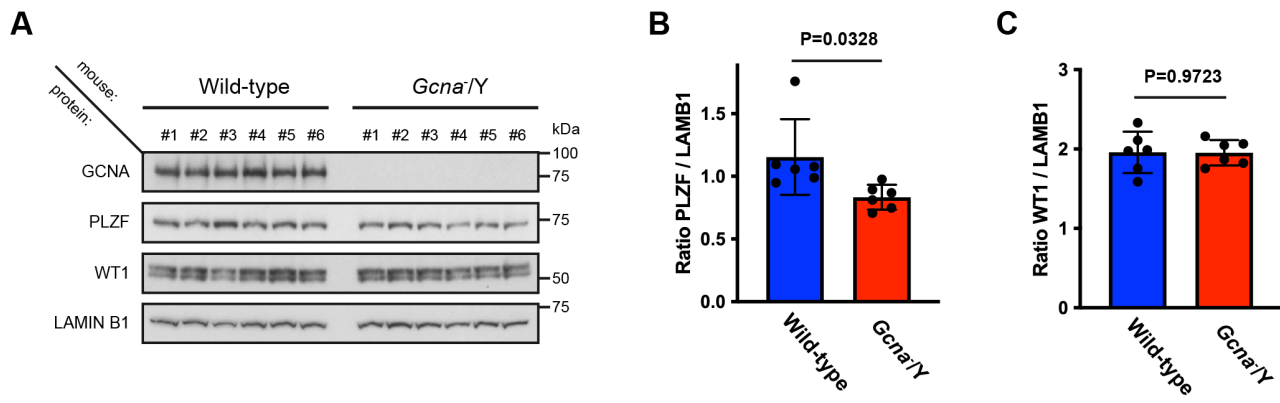 A
mouse:
protein:
Wild-type
Gcna⁻/Y
#1 #2 #3 #4 #5 #6
#1 #2 #3 #4 #5 #6
kDa
GCNA
100
75
PLZF
75
WT1
50
LAMIN B1
75
B
P=0.0328
Ratio PLZF / LAMB1
1.5
1.0
0.5
0.0
Wild-type
Gcna⁻/Y
C
P=0.9723
Ratio WT1 / LAMB1
3
2
1
0
Wild-type
Gcna⁻/Y